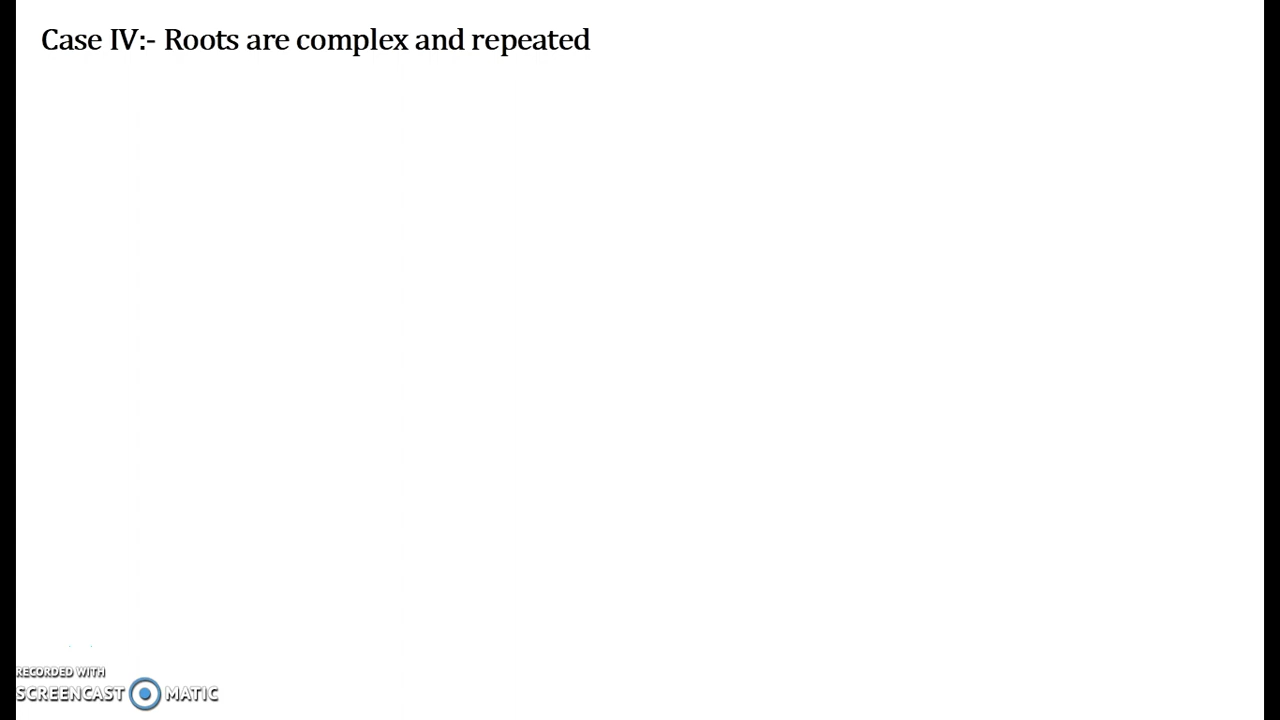 Case IV:- Roots are complex and repeated
RECORDED WITH
SCREENCAST MATIC